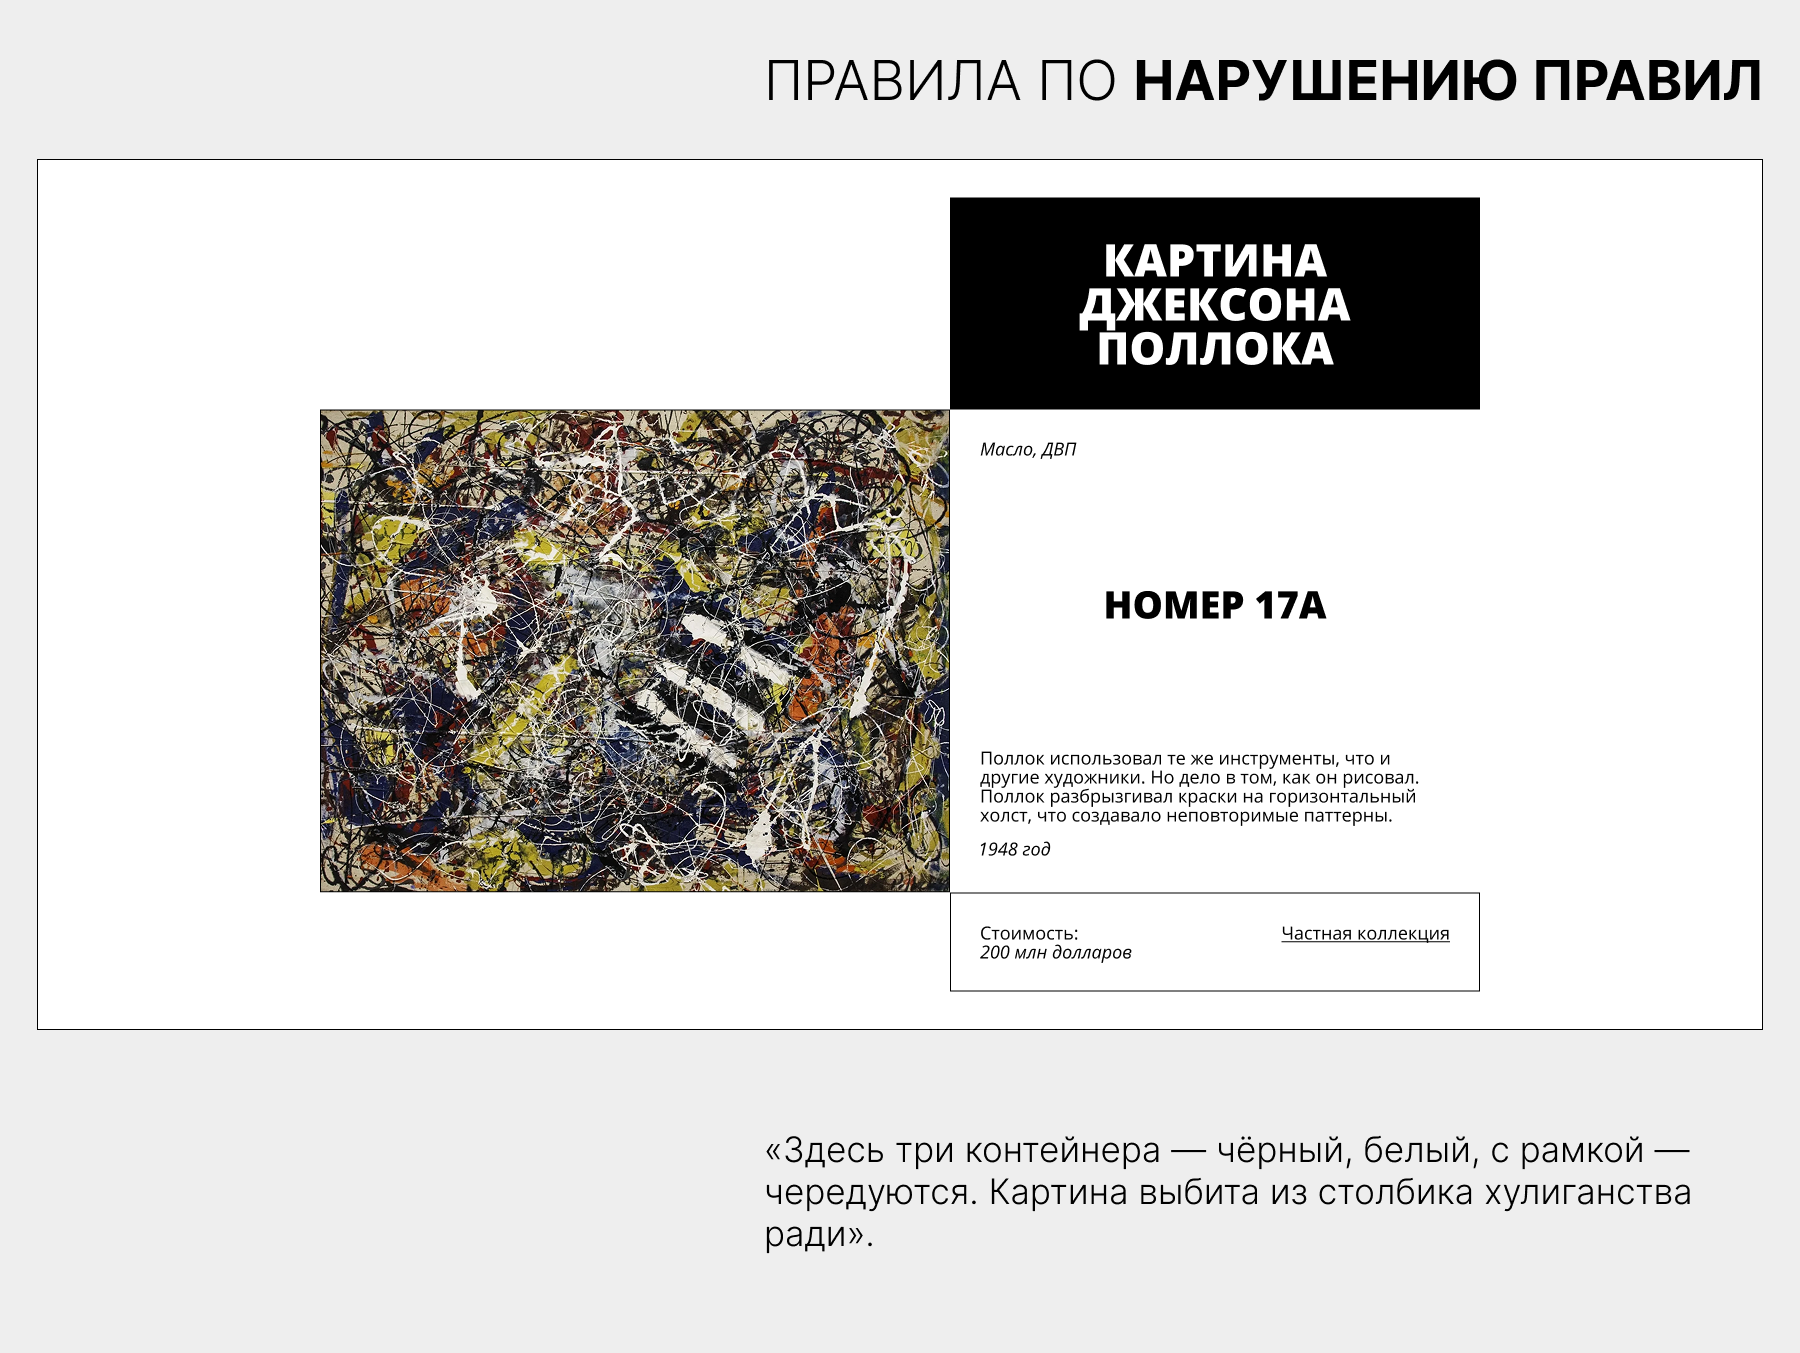 ПРАВИЛА ПО НАРУШЕНИЮ ПРАВИЛ
КАРТИНА
ДЖЕКСОНА
ПОЛЛОКА
Масло, ДВП
НОМЕР 17А
Поллок использовал те же инструменты, что и
другие художники. Но дело в том, как он рисовал.
Поллок разбрызгивал краски на горизонтальный
холст, что создавало неповторимые паттерны.
1948 год
Стоимость:
200 млн долларов
Частная коллекция
«Здесь три контейнера — чёрный, белый, с рамкой —
чередуются. Картина выбита из столбика хулиганства
ради».